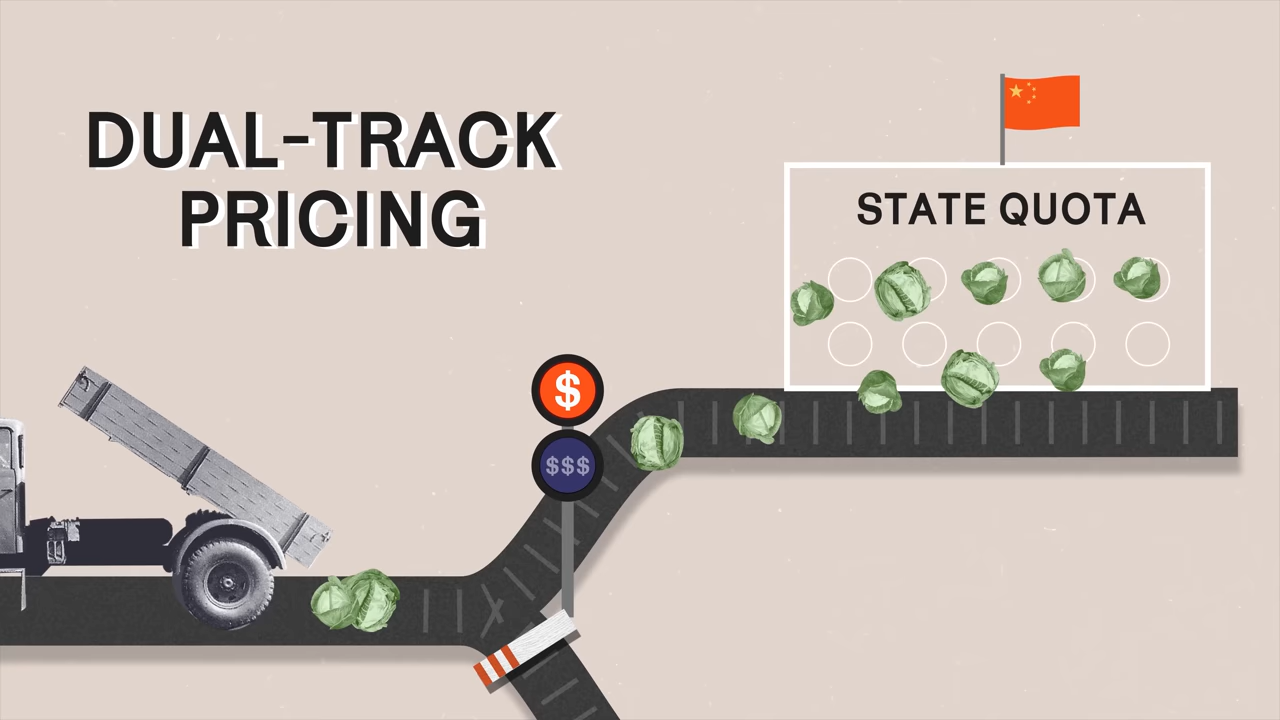 DUAL-TRACK
PRICING
STATE QUOTA
$
$$$